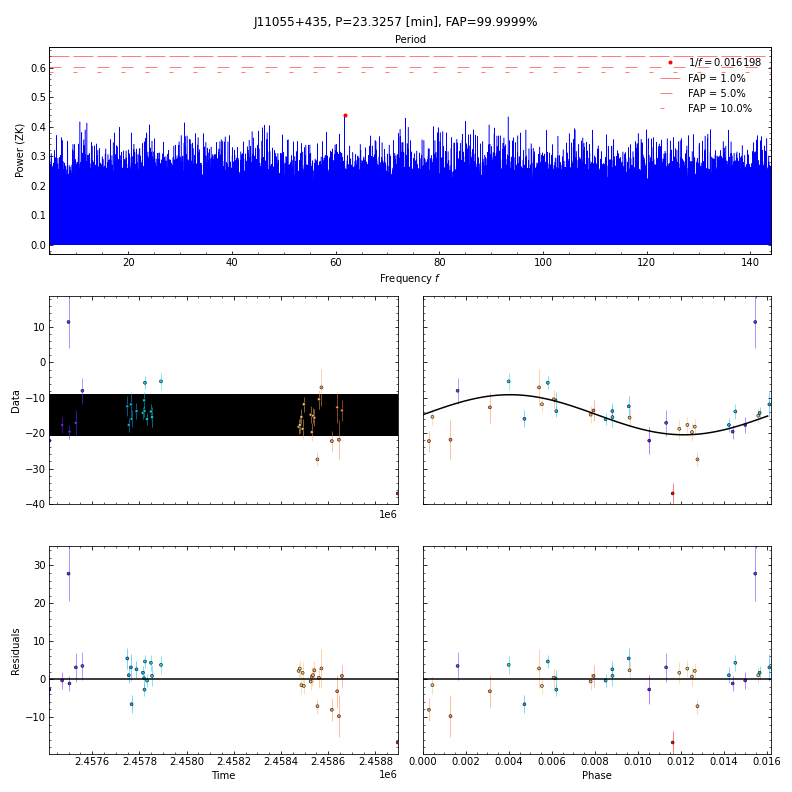 J11055+435, P=23.3257 [min], FAP=99.9999%
Period
Power (ZK)
0.6
0.5
0.4
0.3
0.2
0.1
0.0
1/f = 0.016198
FAP = 1.0%
FAP = 5.0%
FAP = 10.0%
20 40 60 80 100 120 140
Frequency f
Data
10
0
−10
−20
−30
−40
1e6
Residuals
30
20
10
0
−10
2.4576 2.4578 2.4580 2.4582 2.4584 2.4586 2.4588
1e6
Time
0.000 0.002 0.004 0.006 0.008 0.010 0.012 0.014 0.016
Phase